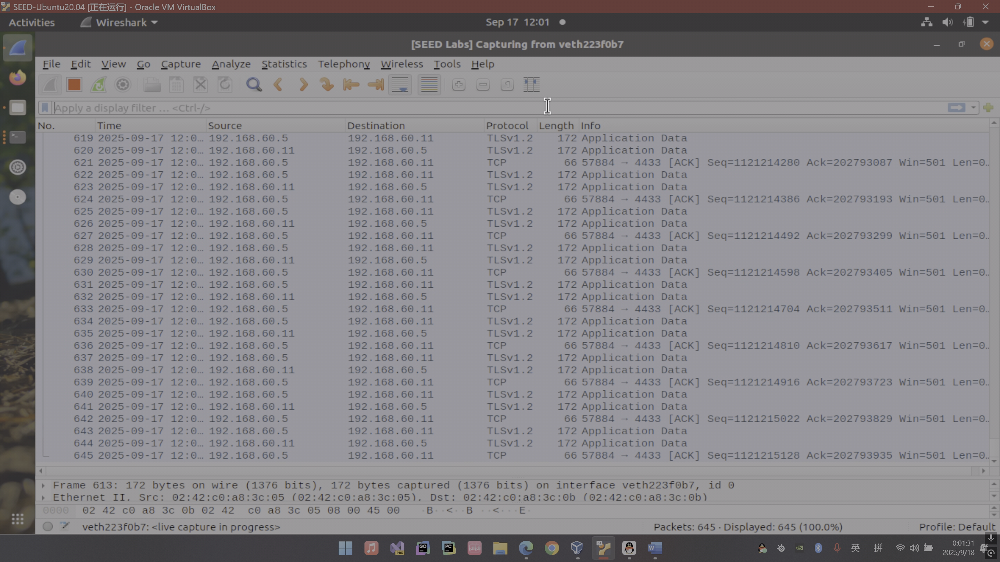 SEED-Ubuntu20.04 [正在运行] - Oracle VM VirtualBox
Activities Wireshark Sep 17 12:01
[SEED Labs] Capturing from veth223f0b7
File Edit View Go Capture Analyze Statistics Telephony Wireless Tools Help
Apply a display filter … <Ctrl-/>
No. Time Source Destination Protocol Length Info
619 2025-09-17 12:0… 192.168.60.5 192.168.60.11 TLSv1.2 172 Application Data
620 2025-09-17 12:0… 192.168.60.11 192.168.60.5 TLSv1.2 172 Application Data
621 2025-09-17 12:0… 192.168.60.5 192.168.60.11 TCP 66 57884 → 4433 [ACK] Seq=1121214280 Ack=202793087 Win=501 Len=0…
622 2025-09-17 12:0… 192.168.60.5 192.168.60.11 TLSv1.2 172 Application Data
623 2025-09-17 12:0… 192.168.60.11 192.168.60.5 TLSv1.2 172 Application Data
624 2025-09-17 12:0… 192.168.60.5 192.168.60.11 TCP 66 57884 → 4433 [ACK] Seq=1121214386 Ack=202793193 Win=501 Len=0…
625 2025-09-17 12:0… 192.168.60.5 192.168.60.11 TLSv1.2 172 Application Data
626 2025-09-17 12:0… 192.168.60.11 192.168.60.5 TLSv1.2 172 Application Data
627 2025-09-17 12:0… 192.168.60.5 192.168.60.11 TCP 66 57884 → 4433 [ACK] Seq=1121214492 Ack=202793299 Win=501 Len=0…
628 2025-09-17 12:0… 192.168.60.5 192.168.60.11 TLSv1.2 172 Application Data
629 2025-09-17 12:0… 192.168.60.11 192.168.60.5 TLSv1.2 172 Application Data
630 2025-09-17 12:0… 192.168.60.5 192.168.60.11 TCP 66 57884 → 4433 [ACK] Seq=1121214598 Ack=202793405 Win=501 Len=0…
631 2025-09-17 12:0… 192.168.60.5 192.168.60.11 TLSv1.2 172 Application Data
632 2025-09-17 12:0… 192.168.60.11 192.168.60.5 TLSv1.2 172 Application Data
633 2025-09-17 12:0… 192.168.60.5 192.168.60.11 TCP 66 57884 → 4433 [ACK] Seq=1121214704 Ack=202793511 Win=501 Len=0…
634 2025-09-17 12:0… 192.168.60.5 192.168.60.11 TLSv1.2 172 Application Data
635 2025-09-17 12:0… 192.168.60.11 192.168.60.5 TLSv1.2 172 Application Data
636 2025-09-17 12:0… 192.168.60.5 192.168.60.11 TCP 66 57884 → 4433 [ACK] Seq=1121214810 Ack=202793617 Win=501 Len=0…
637 2025-09-17 12:0… 192.168.60.5 192.168.60.11 TLSv1.2 172 Application Data
638 2025-09-17 12:0… 192.168.60.11 192.168.60.5 TLSv1.2 172 Application Data
639 2025-09-17 12:0… 192.168.60.5 192.168.60.11 TCP 66 57884 → 4433 [ACK] Seq=1121214916 Ack=202793723 Win=501 Len=0…
640 2025-09-17 12:0… 192.168.60.5 192.168.60.11 TLSv1.2 172 Application Data
641 2025-09-17 12:0… 192.168.60.11 192.168.60.5 TLSv1.2 172 Application Data
642 2025-09-17 12:0… 192.168.60.5 192.168.60.11 TCP 66 57884 → 4433 [ACK] Seq=1121215022 Ack=202793829 Win=501 Len=0…
643 2025-09-17 12:0… 192.168.60.5 192.168.60.11 TLSv1.2 172 Application Data
644 2025-09-17 12:0… 192.168.60.11 192.168.60.5 TLSv1.2 172 Application Data
645 2025-09-17 12:0… 192.168.60.5 192.168.60.11 TCP 66 57884 → 4433 [ACK] Seq=1121215128 Ack=202793935 Win=501 Len=0…
Frame 613: 172 bytes on wire (1376 bits), 172 bytes captured (1376 bits) on interface veth223f0b7, id 0
Ethernet II, Src: 02:42:c0:a8:3c:05 (02:42:c0:a8:3c:05), Dst: 02:42:c0:a8:3c:0b (02:42:c0:a8:3c:0b)
0000 02 42 c0 a8 3c 0b 02 42 c0 a8 3c 05 08 00 45 00 ·B··<··B ··<···E·
veth223f0b7: <live capture in progress> Packets: 645 · Displayed: 645 (100.0%) Profile: Default
PRE GO PC bilibili 64 W 英 拼 0:01:31
2025/9/18